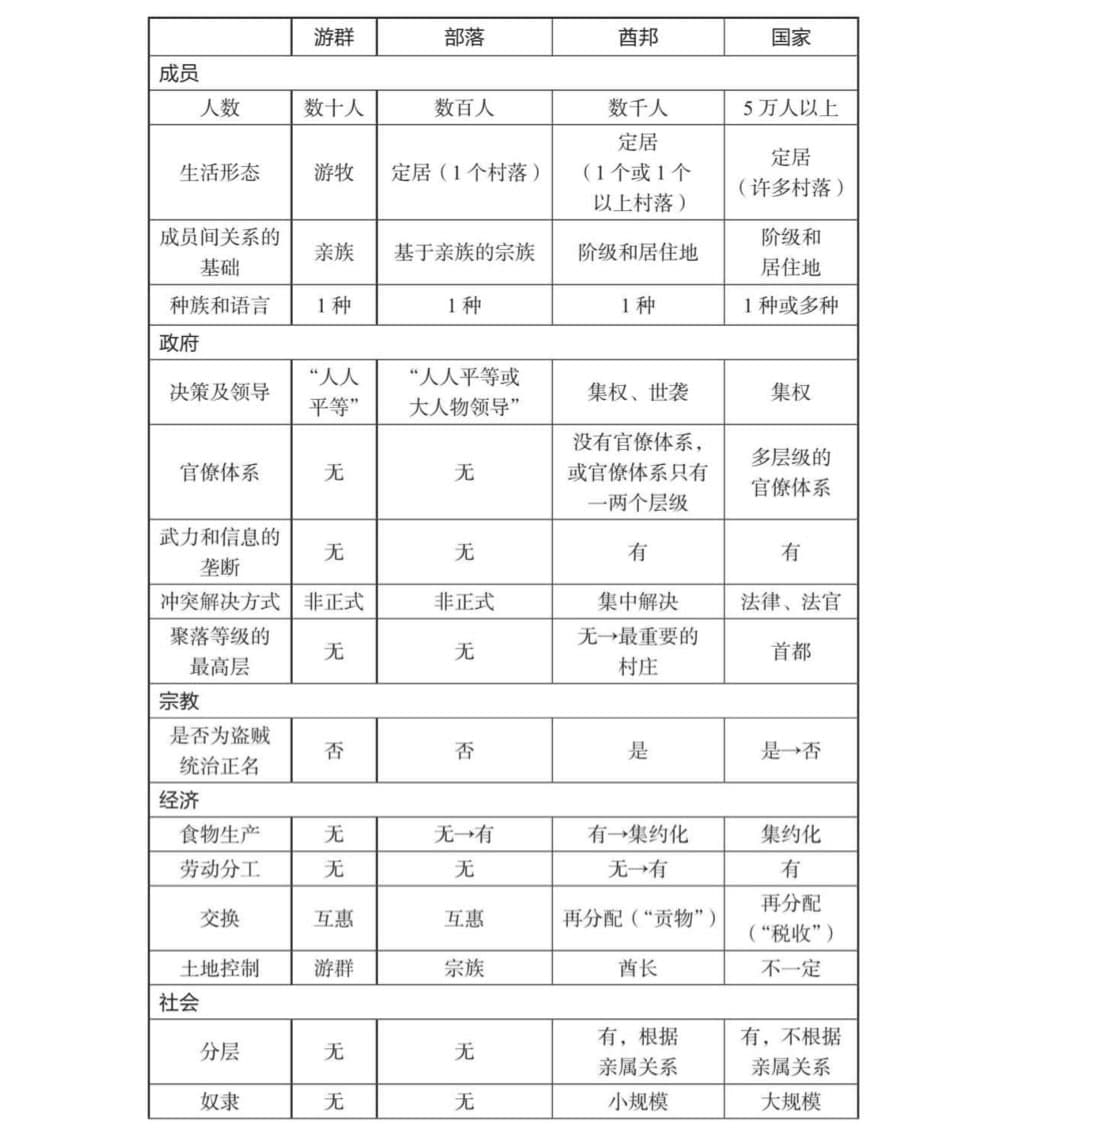 游群 部落 酋邦 国家
成员
人数 数十人 数百人 数千人 5 万人以上
生活形态 游牧 定居（1 个村落） 定居（1 个或 1 个以上村落） 定居（许多村落）
成员间关系的基础 亲族 基于亲族的宗族 阶级和居住地 阶级和居住地
种族和语言 1 种 1 种 1 种 1 种或多种
政府
决策及领导 “人人平等” “人人平等或大人物领导” 集权、世袭 集权
官僚体系 无 无 没有官僚体系，或官僚体系只有一两个层级 多层级的官僚体系
武力和信息的垄断 无 无 有 有
冲突解决方式 非正式 非正式 集中解决 法律、法官
聚落等级的最高层 无 无 无→最重要的村庄 首都
宗教
是否为盗贼统治正名 否 否 是 是→否
经济
食物生产 无 无→有 有→集约化 集约化
劳动分工 无 无 无→有 有
交换 互惠 互惠 再分配（“贡物”） 再分配（“税收”）
土地控制 游群 宗族 酋长 不一定
社会
分层 无 无 有，根据亲属关系 有，不根据亲属关系
奴隶 无 无 小规模 大规模